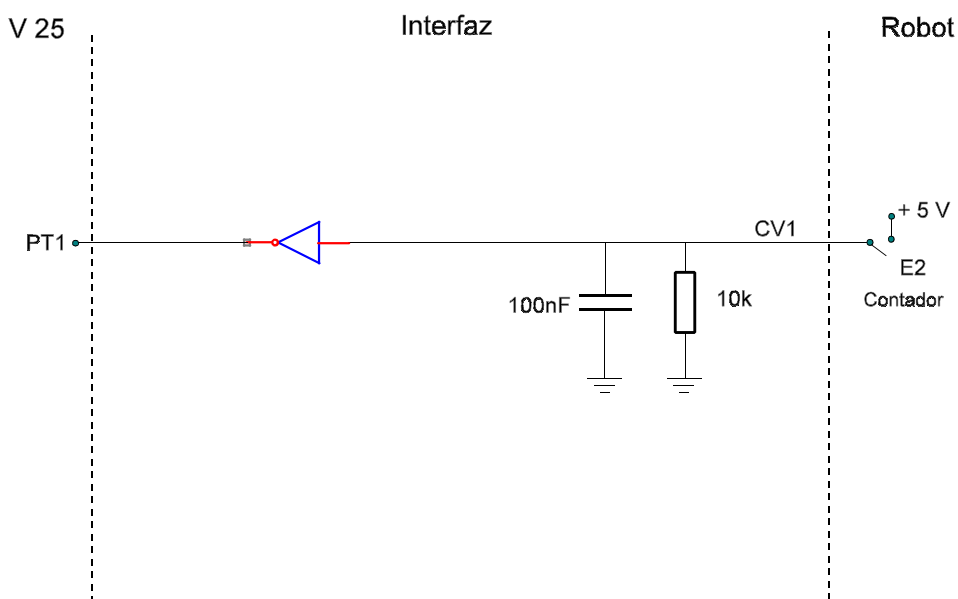 V 25
Interfaz
Robot
PT1
CV1
+ 5 V
E2
Contador
100nF
10k